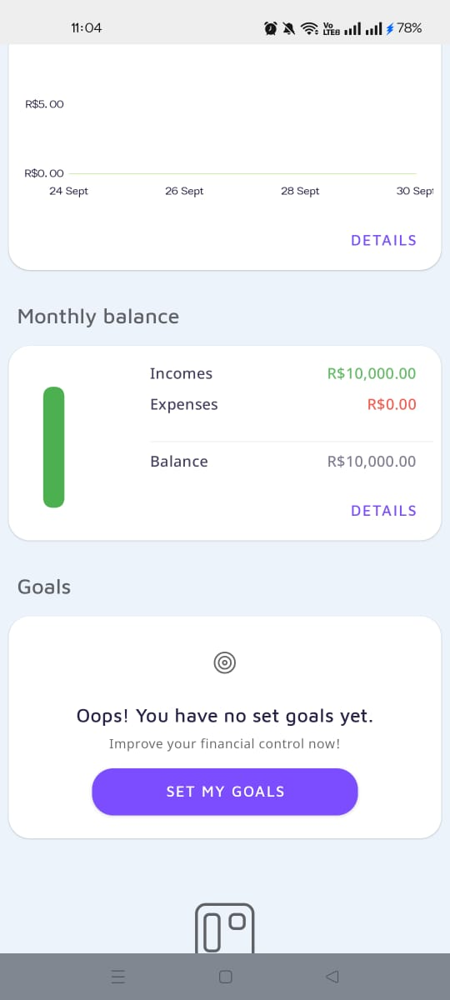 11:04
Vo
LTE2
78%
R$5.00
R$0.00
24 Sept 26 Sept 28 Sept 30 Sept
DETAILS
Monthly balance
Incomes R$10,000.00
Expenses R$0.00
Balance R$10,000.00
DETAILS
Goals
Oops! You have no set goals yet.
Improve your financial control now!
SET MY GOALS